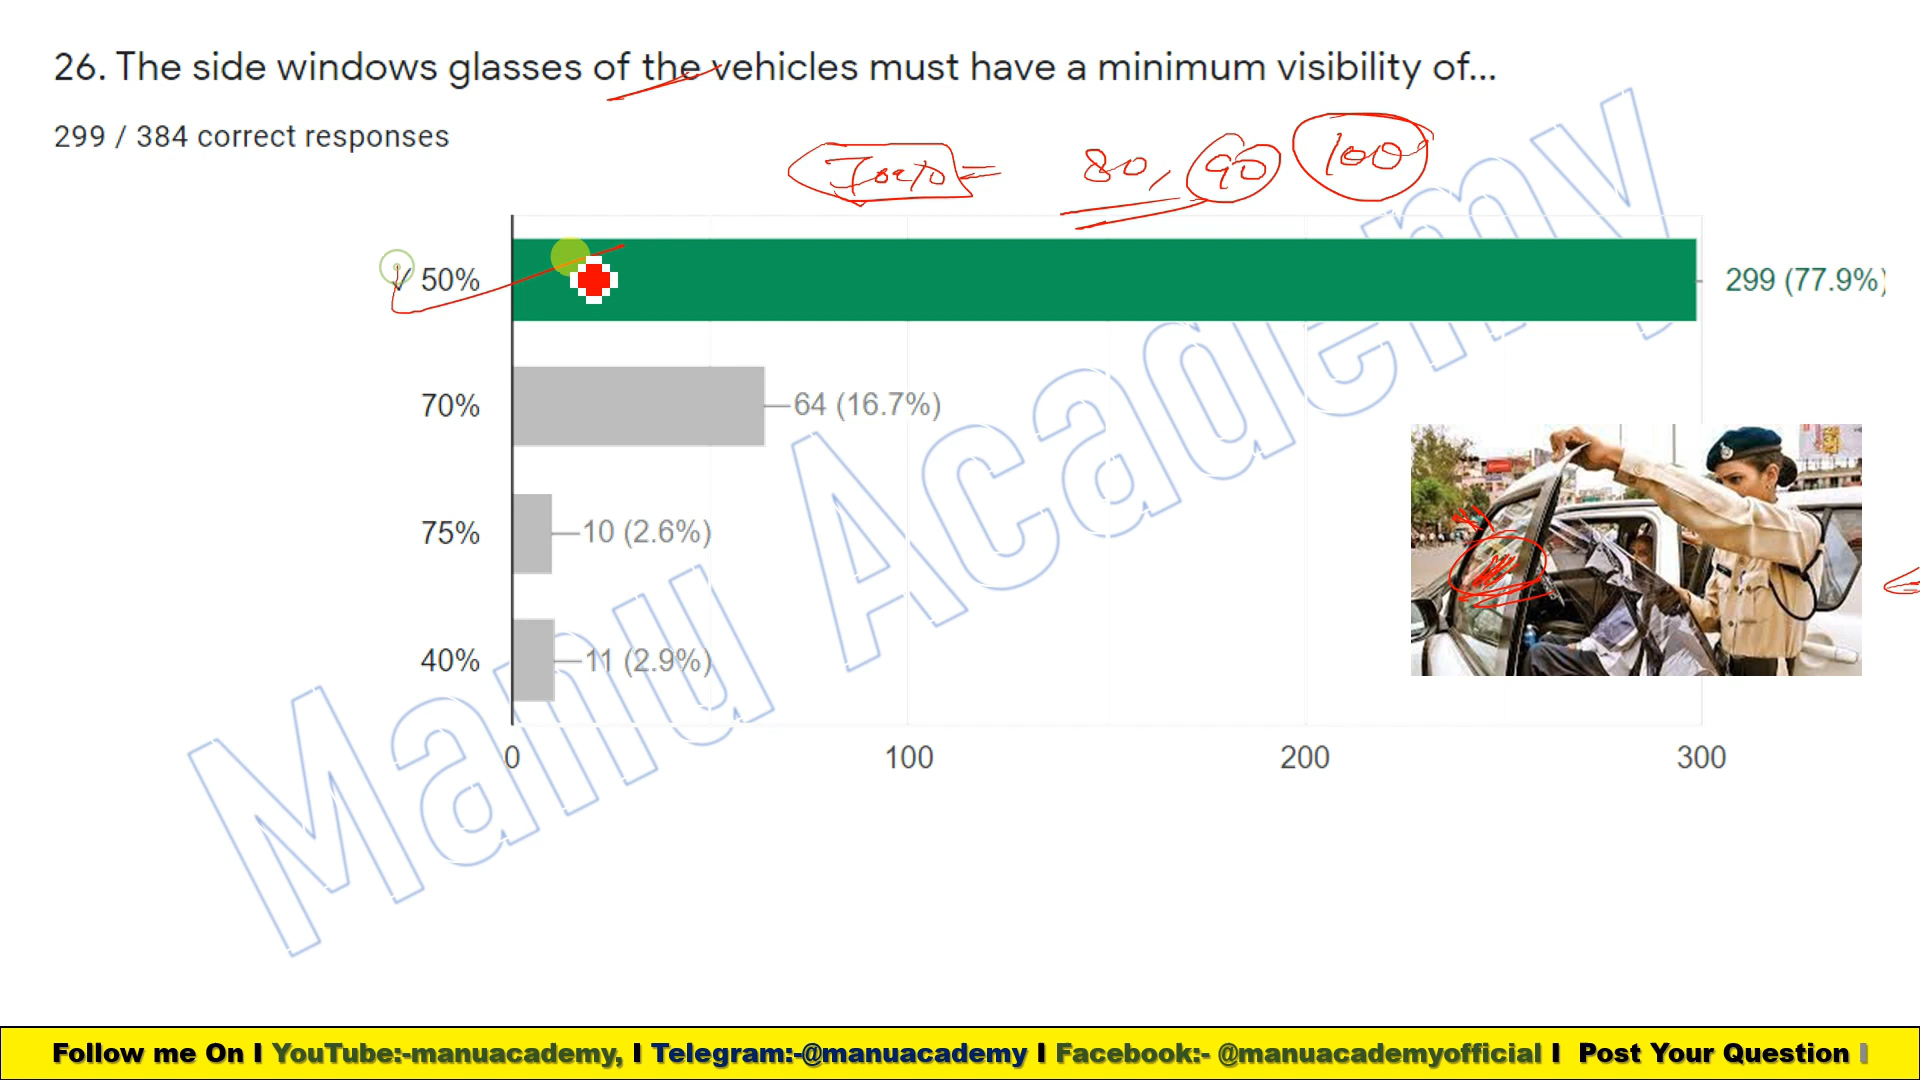 26. The side windows glasses of the vehicles must have a minimum visibility of...
299 / 384 correct responses
80, 90 100
50% 299 (77.9%)
70% 64 (16.7%)
75% 10 (2.6%)
40% 11 (2.9%)
0 100 200 300
Manu Academy
Follow me On I YouTube:-manuacademy, I Telegram:-@manuacademy I Facebook:- @manuacademyofficial I Post Your Question I